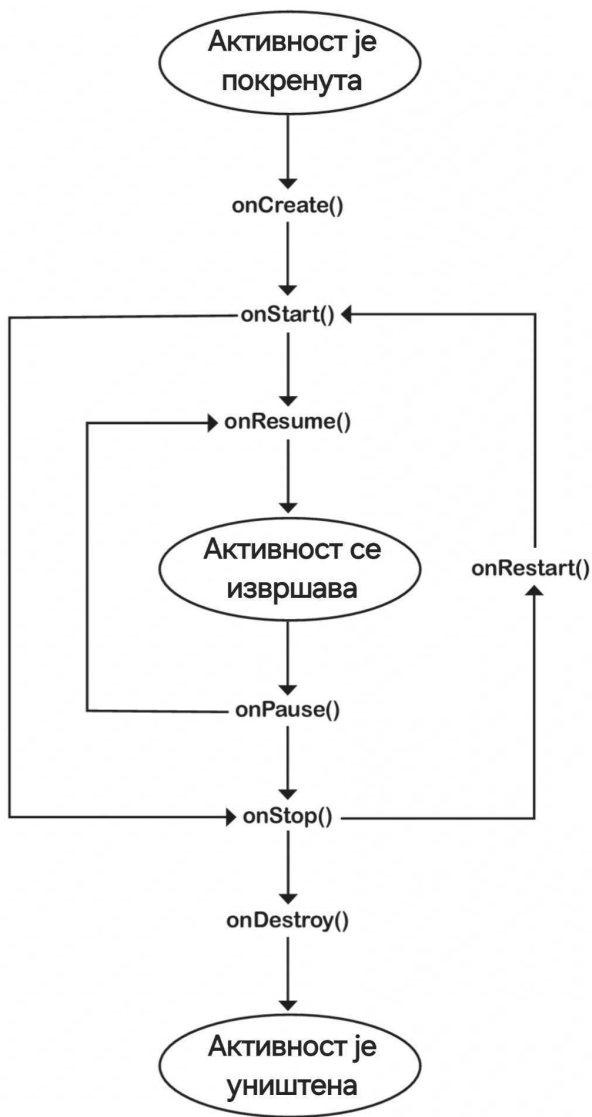 Активност је
покренута
onCreate()
onStart()
onResume()
Активност се
извршава
onRestart()
onPause()
onStop()
onDestroy()
Активност је
уништена